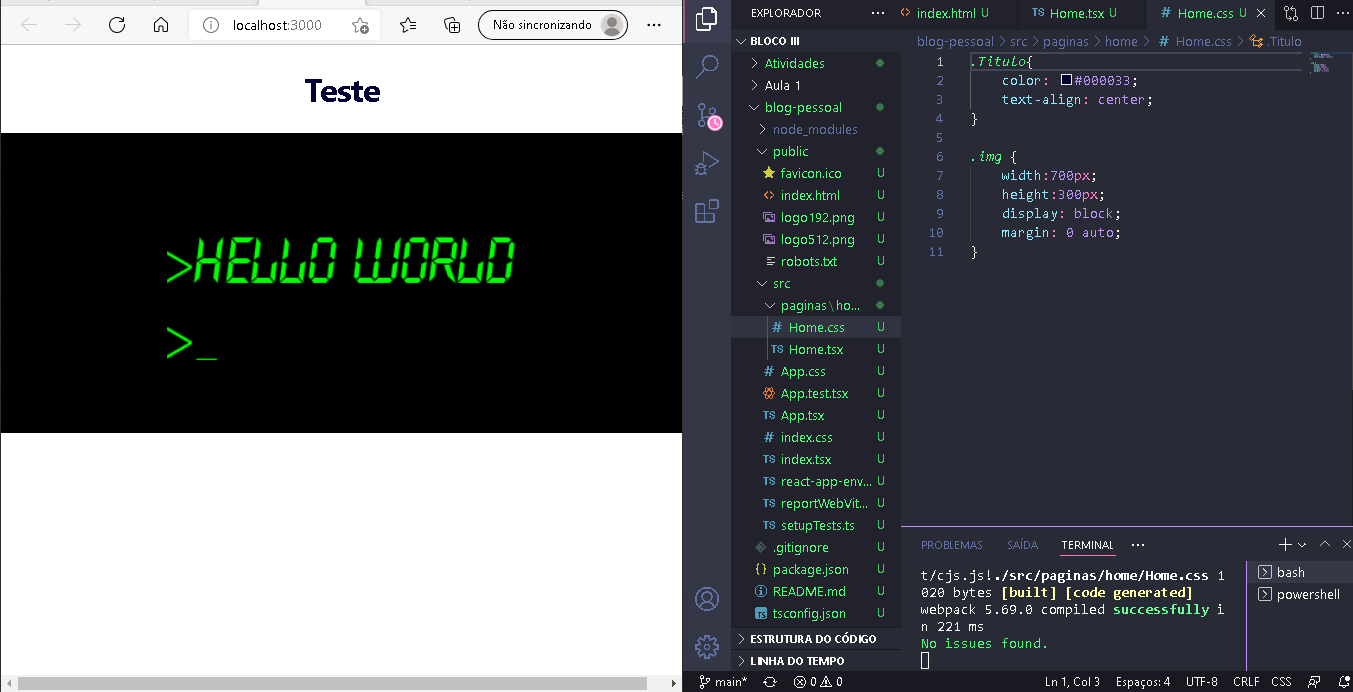 localhost:3000
Não sincronizando
Teste
>HELLO WORLD
>_
EXPLORADOR
BLOCO III
Atividades
Aula 1
blog-pessoal
node_modules
public
favicon.ico U
index.html U
logo192.png U
logo512.png U
robots.txt U
src
paginas\ho...
Home.css U
Home.tsx U
App.css U
App.test.tsx U
App.tsx U
index.css U
index.tsx U
react-app-env... U
reportWebVit... U
setupTests.ts U
.gitignore U
package.json U
README.md U
tsconfig.json U
ESTRUTURA DO CÓDIGO
LINHA DO TEMPO
index.html U
Home.tsx U
Home.css U
blog-pessoal > src > paginas > home > # Home.css > .Titulo
1 .Titulo{
2 color: #000033;
3 text-align: center;
4 }
5
6 .img {
7 width:700px;
8 height:300px;
9 display: block;
10 margin: 0 auto;
11 }
PROBLEMAS SAÍDA TERMINAL
t/cjs.js!./src/paginas/home/Home.css 1
020 bytes [built] [code generated]
webpack 5.69.0 compiled successfully i
n 221 ms
No issues found.
bash
powershell
main* 0 0 Ln 1, Col 3 Espaços: 4 UTF-8 CRLF CSS